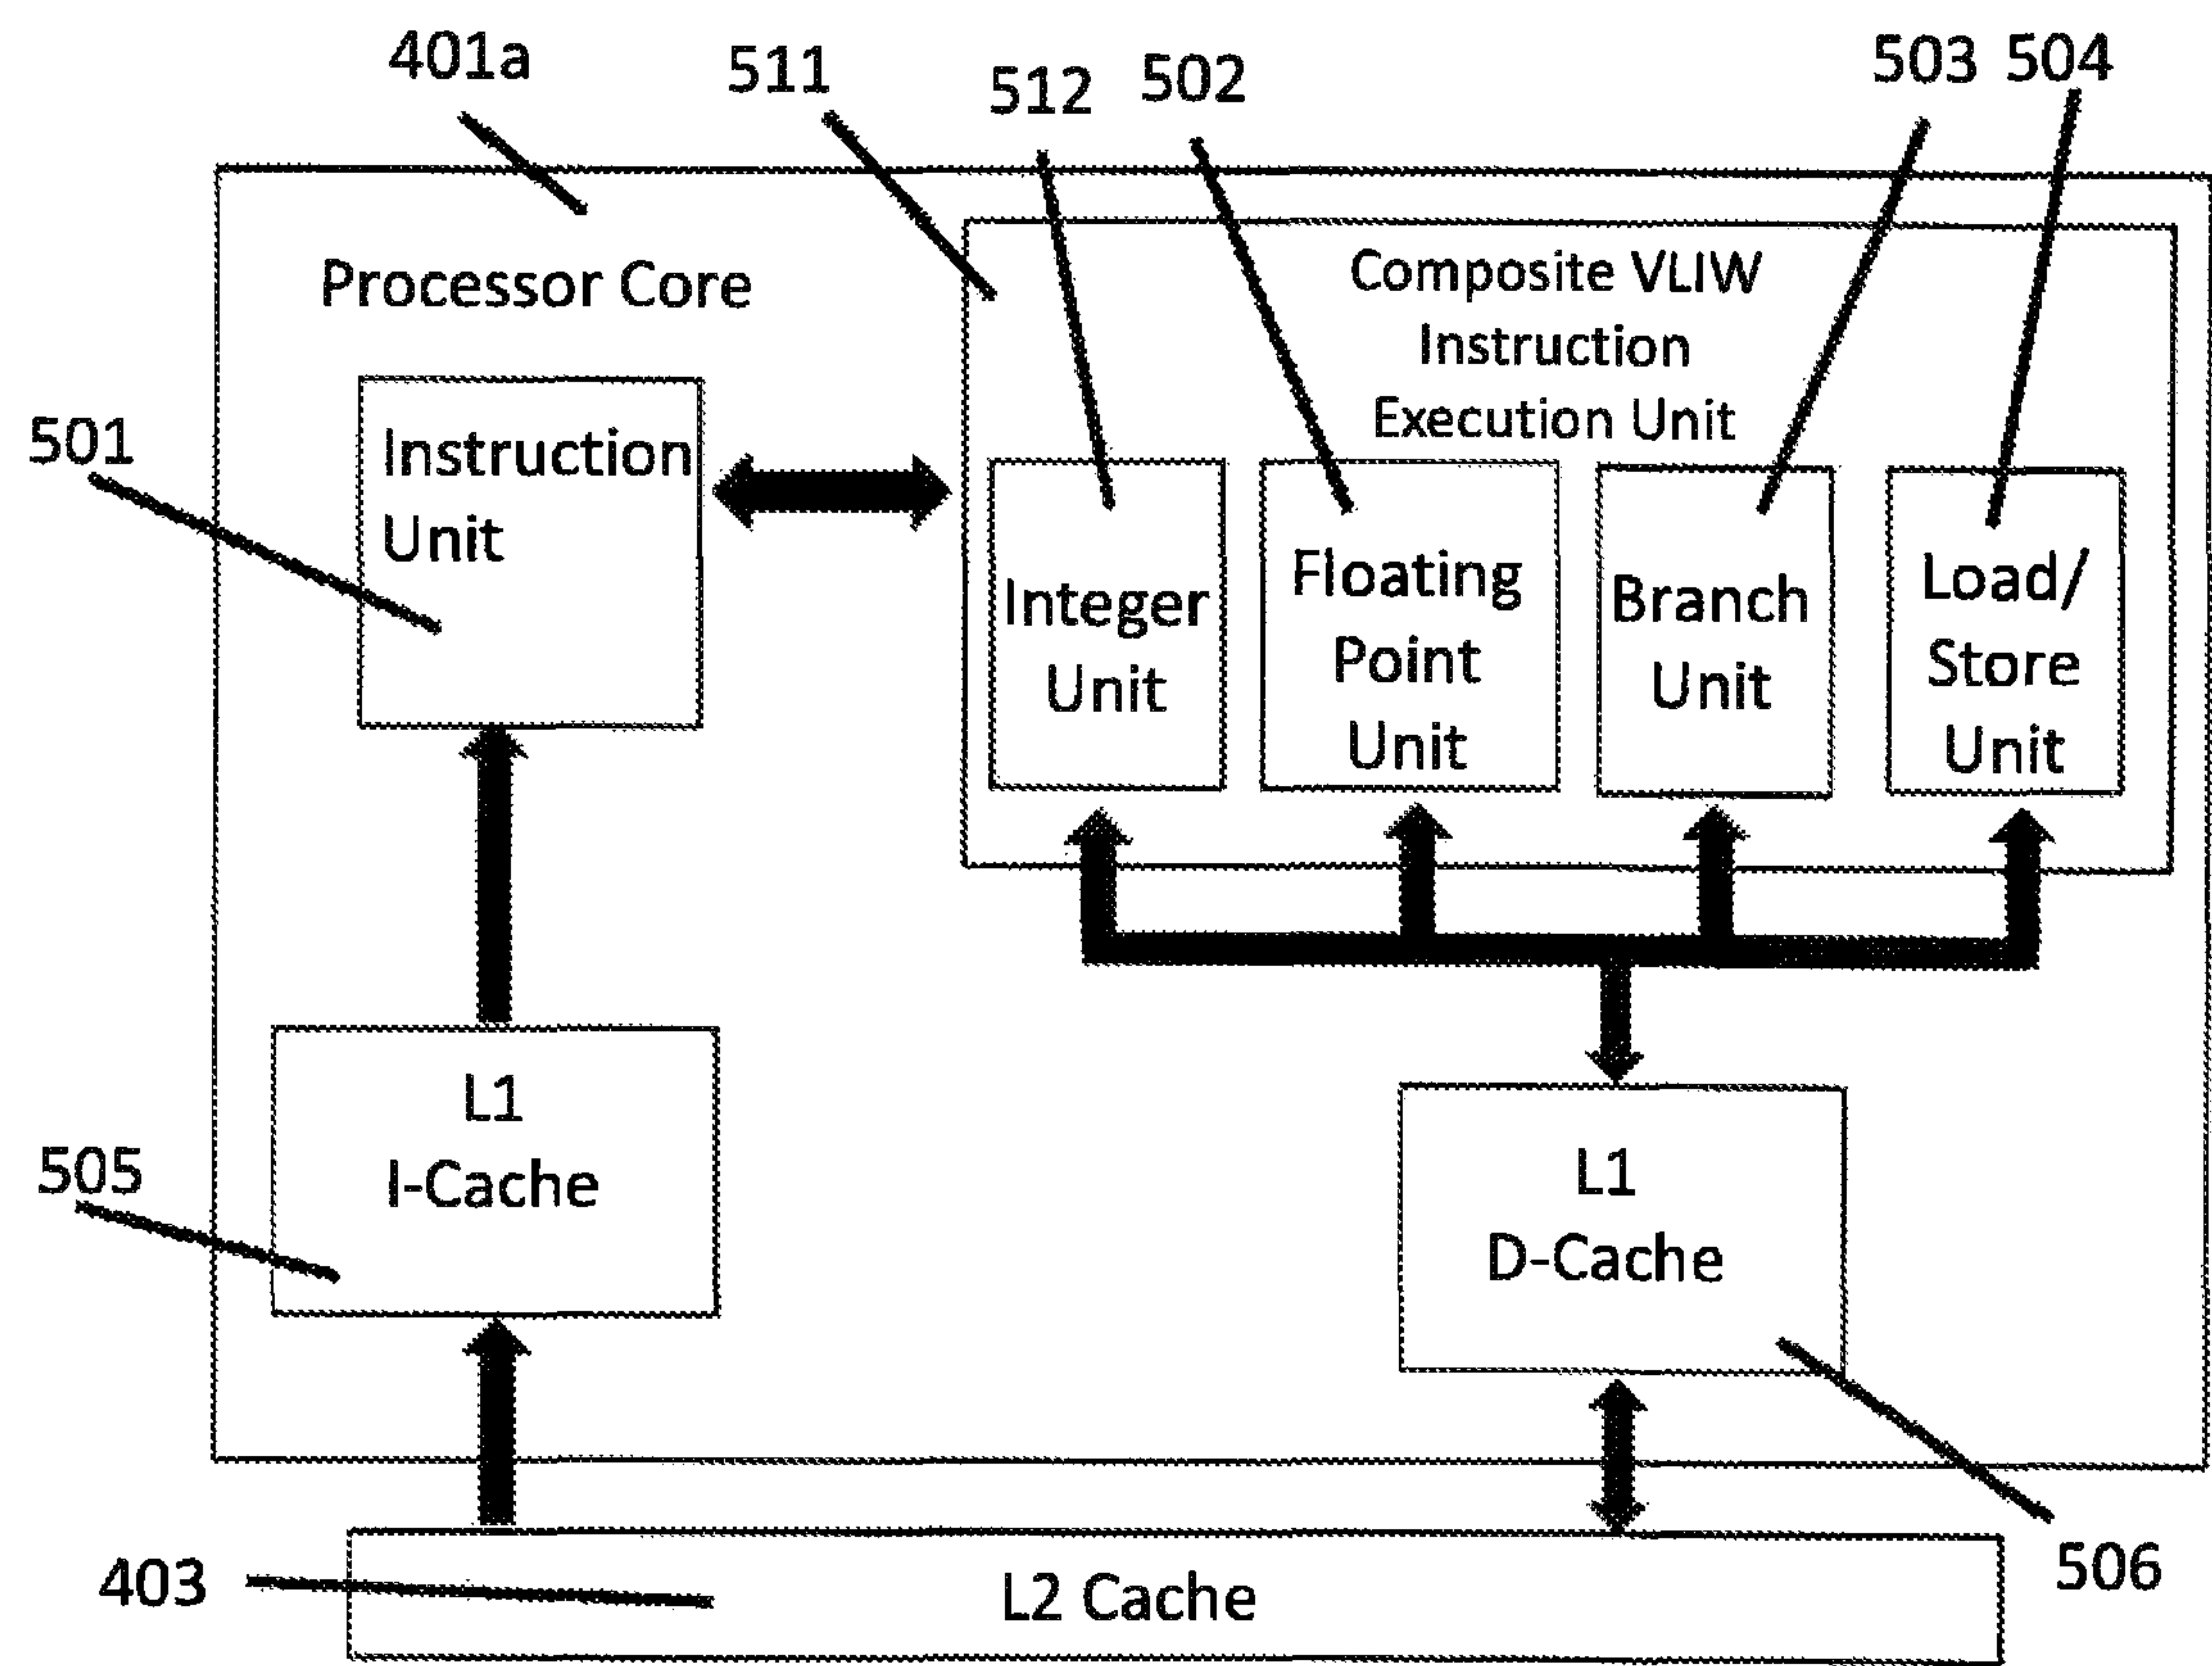 401a
511
512
502
503
504
Processor Core
Composite VLIW
Instruction
Execution Unit
501
Instruction
Unit
Integer
Unit
Floating
Point
Unit
Branch
Unit
Load/
Store
Unit
505
L1
I-Cache
L1
D-Cache
403
L2 Cache
506